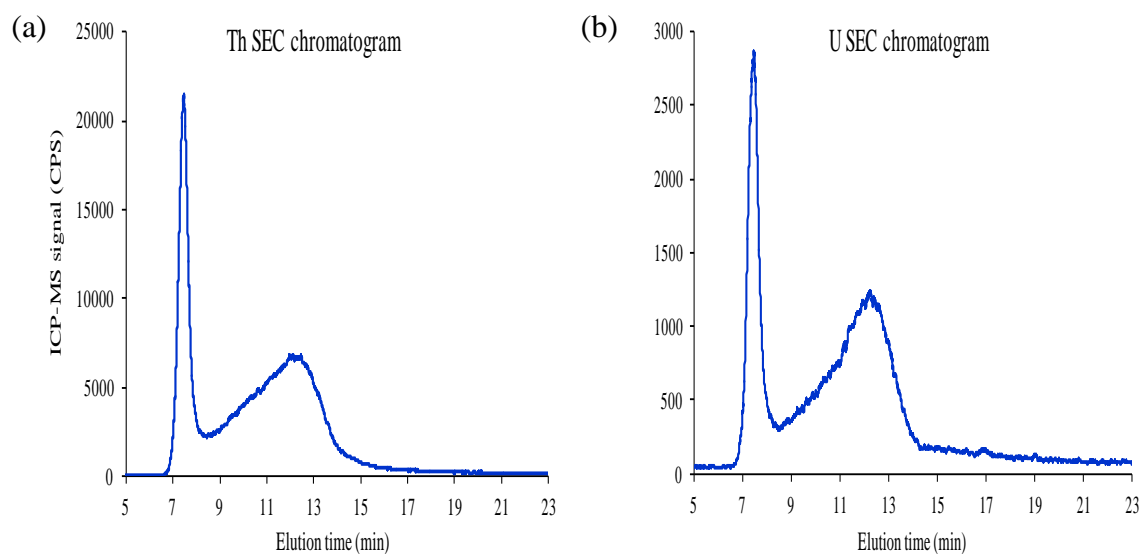 (a)
Th SEC chromatogram
ICP-MS signal (CPS)
25000
20000
15000
10000
5000
0
5 7 9 11 13 15 17 19 21 23
Elution time (min)
(b)
U SEC chromatogram
3000
2500
2000
1500
1000
500
0
5 7 9 11 13 15 17 19 21 23
Elution time (min)